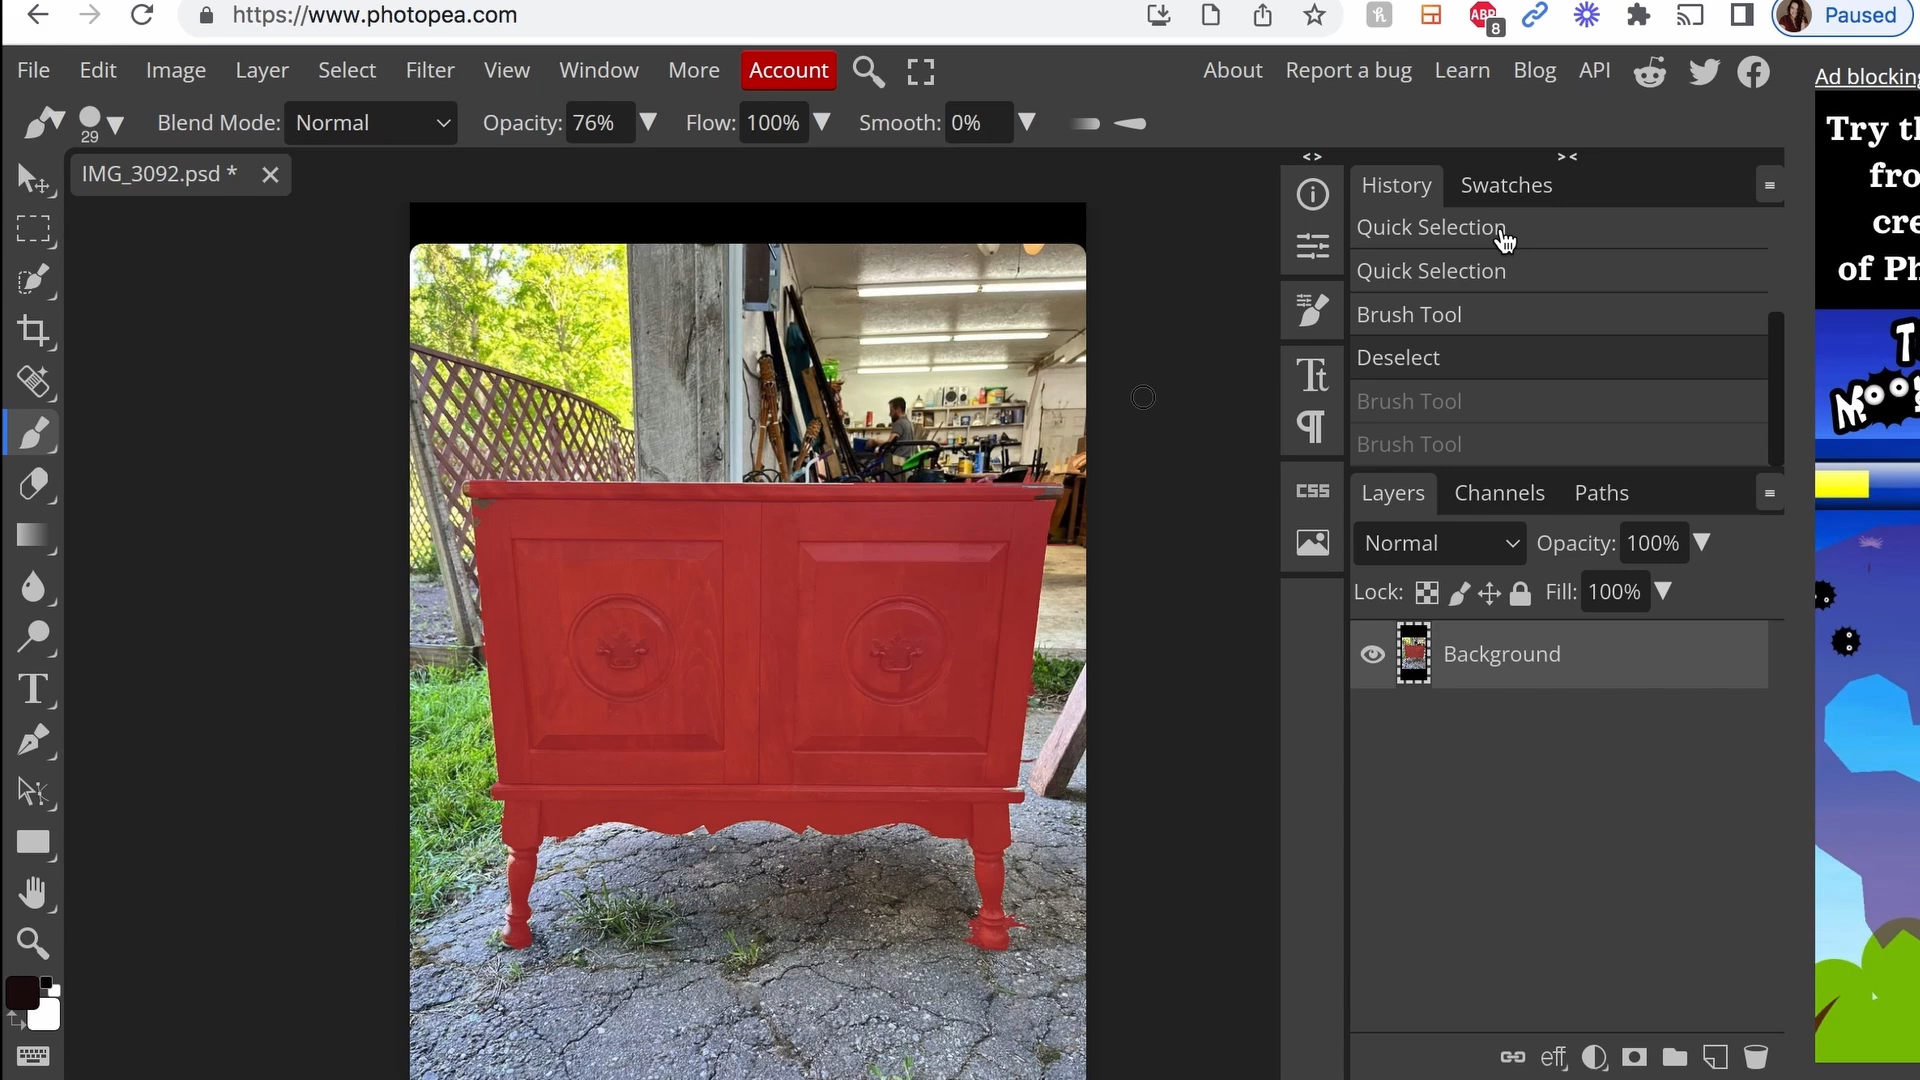 https://www.photopea.com
ABP
8
Paused
File Edit Image Layer Select Filter View Window More Account
About Report a bug Learn Blog API
Ad blocking
29
Blend Mode: Normal Opacity: 76% Flow: 100% Smooth: 0%
IMG_3092.psd *
History Swatches
Quick Selection
Quick Selection
Brush Tool
Deselect
Brush Tool
Brush Tool
CSS
Layers Channels Paths
Normal Opacity: 100%
Lock: Fill: 100%
Background
eff
Try
of